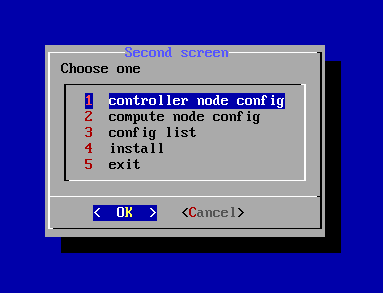 Second screen
Choose one
1 controller node config
2 compute node config
3 config list
4 install
5 exit
< OK > <Cancel>